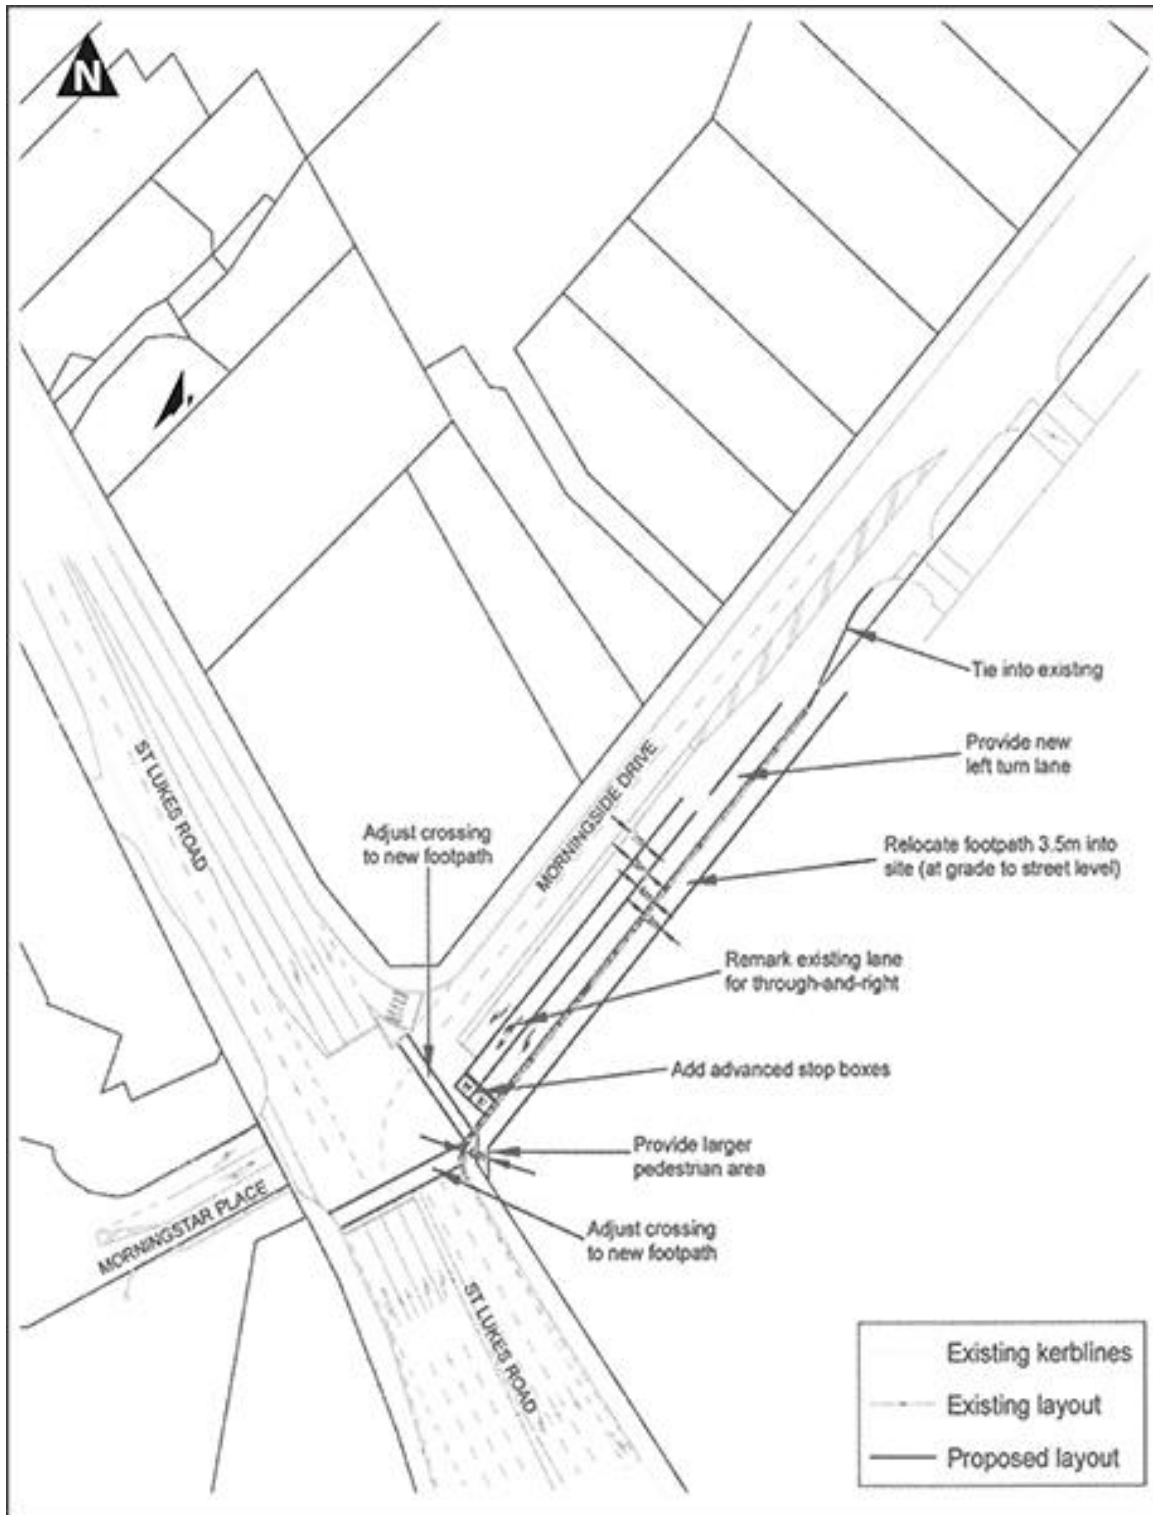 N
Tie into existing
Provide new
left turn lane
ST LUKES ROAD
MORNINGSIDE DRIVE
Adjust crossing
to new footpath
Relocate footpath 3.5m into
site (at grade to street level)
Remark existing lane
for through-and-right
Add advanced stop boxes
Provide larger
pedestrian area
MORNINGSTAR PLACE
Adjust crossing
to new footpath
ST LUKES ROAD
Existing kerblines
Existing layout
Proposed layout